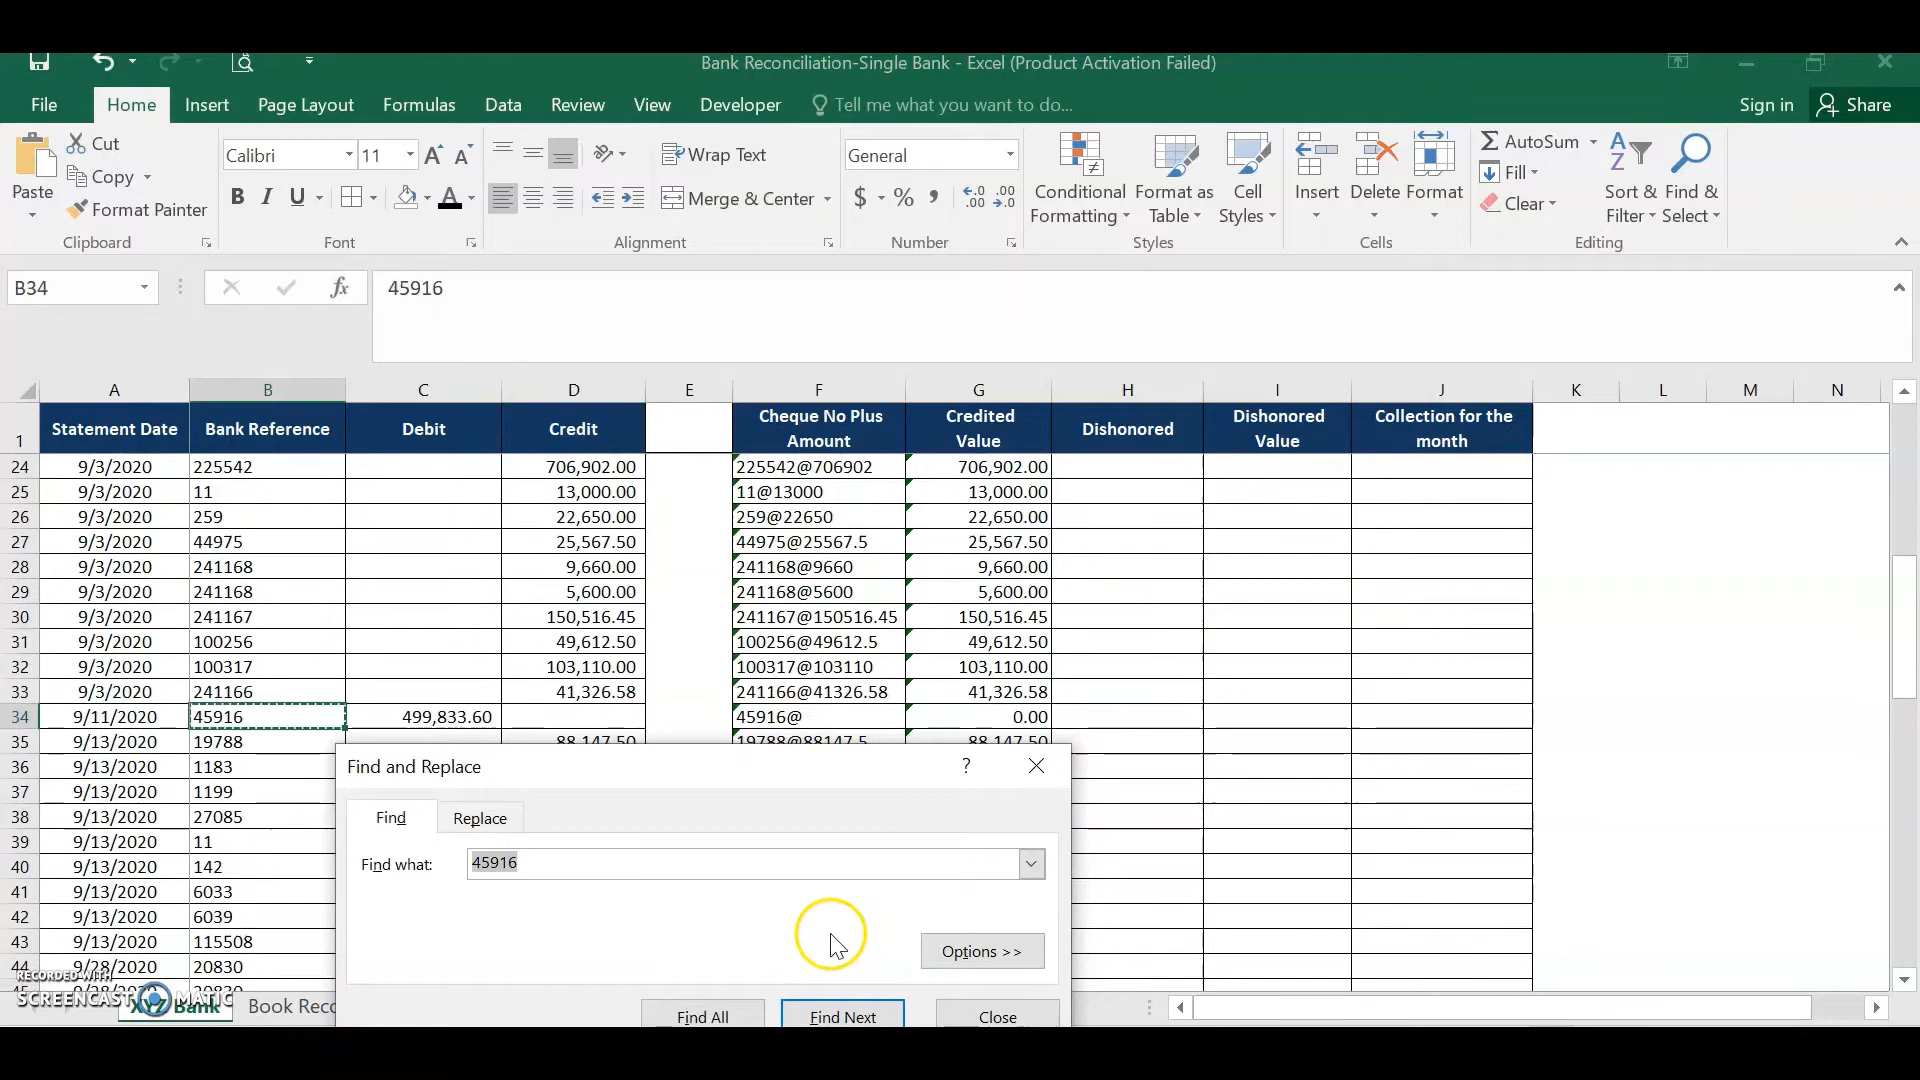 Bank Reconciliation-Single Bank - Excel (Product Activation Failed)
File Home Insert Page Layout Formulas Data Review View Developer Tell me what you want to do... Sign in Share
Cut
Copy
Format Painter
Paste
Clipboard
Calibri 11
B I U
Font
Wrap Text
Merge & Center
Alignment
General
$ % ,
Number
Conditional Formatting
Format as Table
Cell Styles
Styles
Insert
Delete
Format
Cells
AutoSum
Fill
Clear
Sort & Filter
Find & Select
Editing
B34 fx 45916
A B C D E F G H I J K L M N
1 Statement Date Bank Reference Debit Credit Cheque No Plus Amount Credited Value Dishonored Dishonored Value Collection for the month
24 9/3/2020 225542 706,902.00 225542@706902 706,902.00
25 9/3/2020 11 13,000.00 11@13000 13,000.00
26 9/3/2020 259 22,650.00 259@22650 22,650.00
27 9/3/2020 44975 25,567.50 44975@25567.5 25,567.50
28 9/3/2020 241168 9,660.00 241168@9660 9,660.00
29 9/3/2020 241168 5,600.00 241168@5600 5,600.00
30 9/3/2020 241167 150,516.45 241167@150516.45 150,516.45
31 9/3/2020 100256 49,612.50 100256@49612.5 49,612.50
32 9/3/2020 100317 103,110.00 100317@103110 103,110.00
33 9/3/2020 241166 41,326.58 241166@41326.58 41,326.58
34 9/11/2020 45916 499,833.60 45916@ 0.00
35 9/13/2020 19788 88,147.50 19788@88147.5 88,147.50
36 9/13/2020 1183
37 9/13/2020 1199
38 9/13/2020 27085
39 9/13/2020 11
40 9/13/2020 142
41 9/13/2020 6033
42 9/13/2020 6039
43 9/13/2020 115508
44 9/28/2020 20830
Find and Replace ?
Find Replace
Find what: 45916
Options >>
Find All Find Next Close
RECORDED WITH
SCREENCAST MATIC
XYZ Bank Book Reco